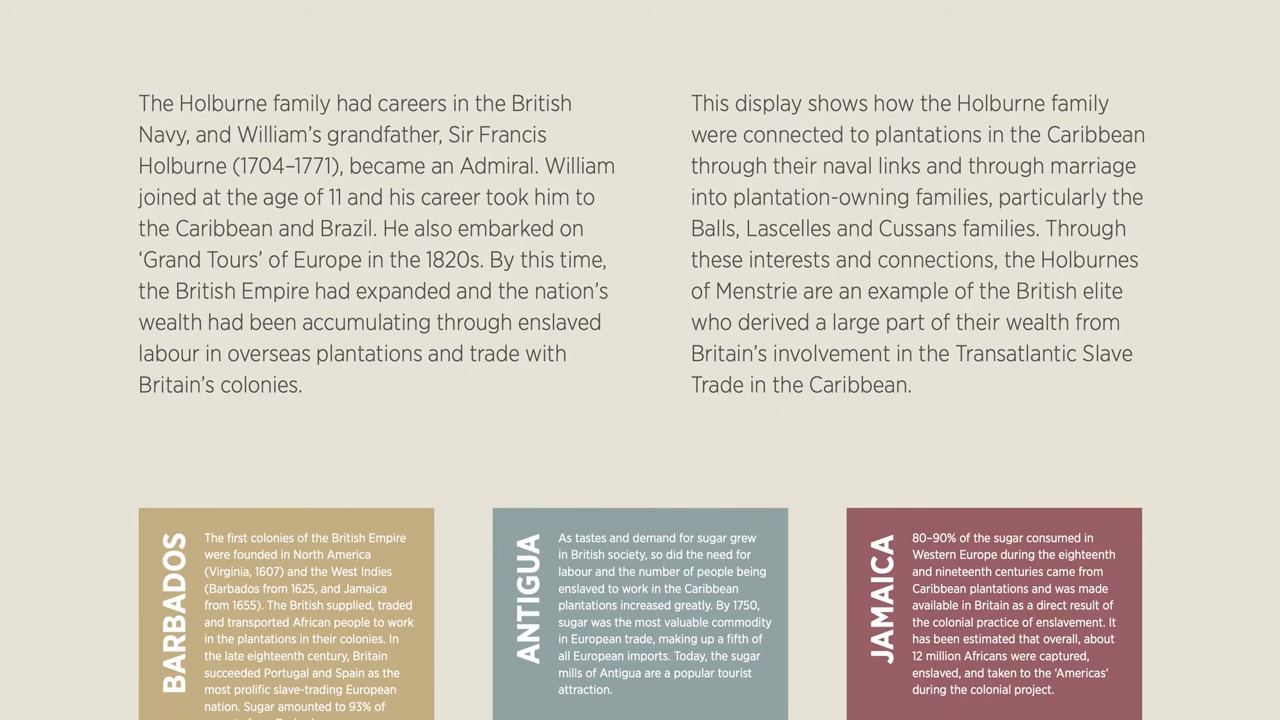 The Holburne family had careers in the British
Navy, and William's grandfather, Sir Francis
Holburne (1704–1771), became an Admiral. William
joined at the age of 11 and his career took him to
the Caribbean and Brazil. He also embarked on
‘Grand Tours’ of Europe in the 1820s. By this time,
the British Empire had expanded and the nation's
wealth had been accumulating through enslaved
labour in overseas plantations and trade with
Britain's colonies.
This display shows how the Holburne family
were connected to plantations in the Caribbean
through their naval links and through marriage
into plantation-owning families, particularly the
Balls, Lascelles and Cussans families. Through
these interests and connections, the Holburnes
of Menstrie are an example of the British elite
who derived a large part of their wealth from
Britain's involvement in the Transatlantic Slave
Trade in the Caribbean.
BARBADOS
The first colonies of the British Empire
were founded in North America
(Virginia, 1607) and the West Indies
(Barbados from 1625, and Jamaica
from 1655). The British supplied, traded
and transported African people to work
in the plantations in their colonies. In
the late eighteenth century, Britain
succeeded Portugal and Spain as the
most prolific slave-trading European
nation. Sugar amounted to 93% of
ANTIGUA
As tastes and demand for sugar grew
in British society, so did the need for
labour and the number of people being
enslaved to work in the Caribbean
plantations increased greatly. By 1750,
sugar was the most valuable commodity
in European trade, making up a fifth of
all European imports. Today, the sugar
mills of Antigua are a popular tourist
attraction.
JAMAICA
80–90% of the sugar consumed in
Western Europe during the eighteenth
and nineteenth centuries came from
Caribbean plantations and was made
available in Britain as a direct result of
the colonial practice of enslavement. It
has been estimated that overall, about
12 million Africans were captured,
enslaved, and taken to the ‘Americas’
during the colonial project.